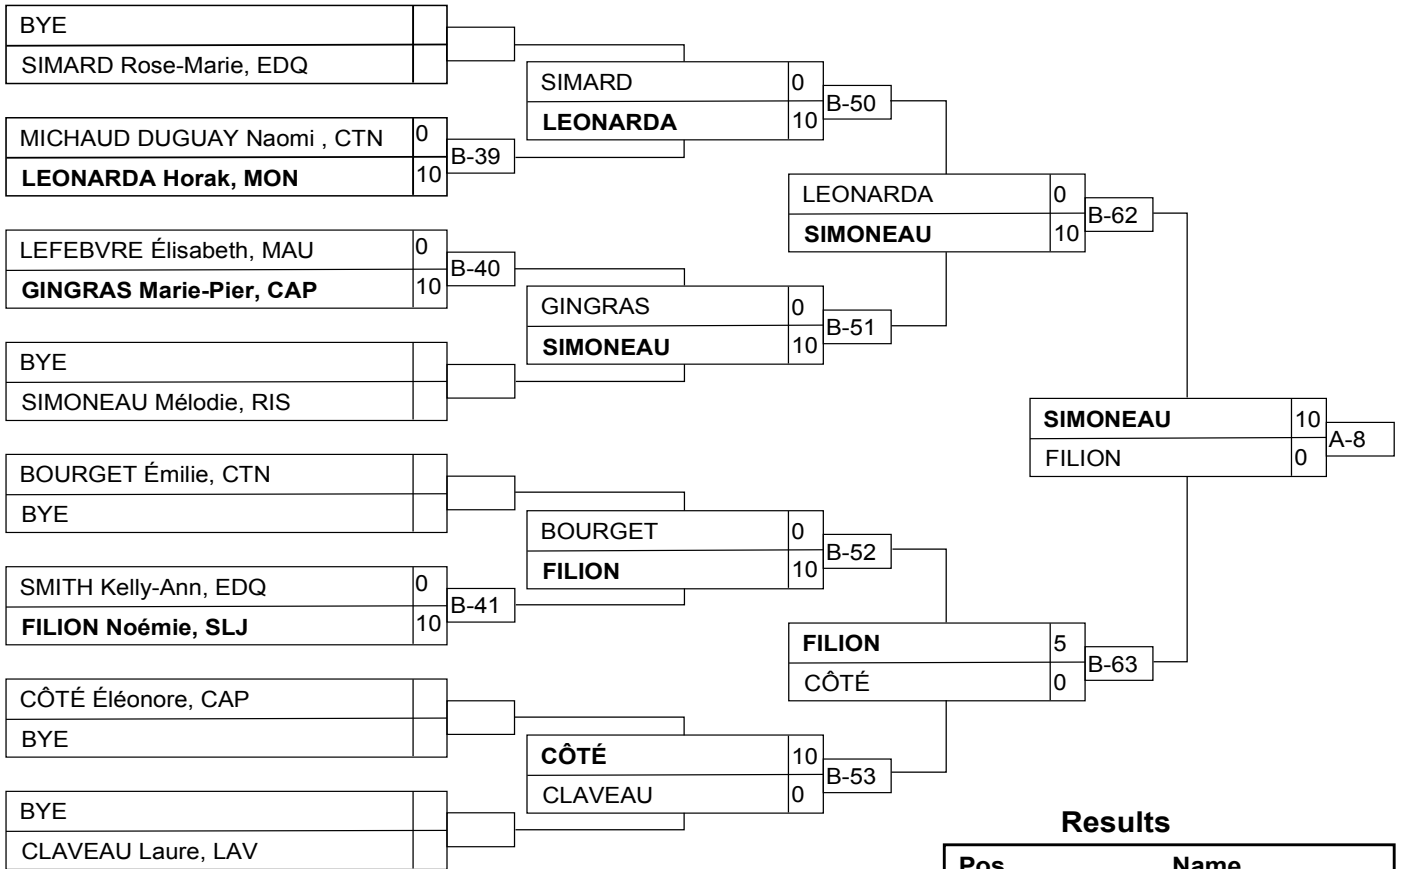 BYE
SIMARD Rose-Marie, EDQ
MICHAUD DUGUAY Naomi , CTN 0
LEONARDA Horak, MON 10
B-39
LEFEBVRE Élisabeth, MAU 0
GINGRAS Marie-Pier, CAP 10
B-40
BYE
SIMONEAU Mélodie, RIS
BOURGET Émilie, CTN
BYE
SMITH Kelly-Ann, EDQ 0
FILION Noémie, SLJ 10
B-41
CÔTÉ Éléonore, CAP
BYE
BYE
CLAVEAU Laure, LAV
SIMARD 0
LEONARDA 10
B-50
GINGRAS 0
SIMONEAU 10
B-51
BOURGET 0
FILION 10
B-52
CÔTÉ 10
CLAVEAU 0
B-53
LEONARDA 0
SIMONEAU 10
B-62
FILION 5
CÔTÉ 0
B-63
SIMONEAU 10
FILION 0
A-8
Results
Pos Name